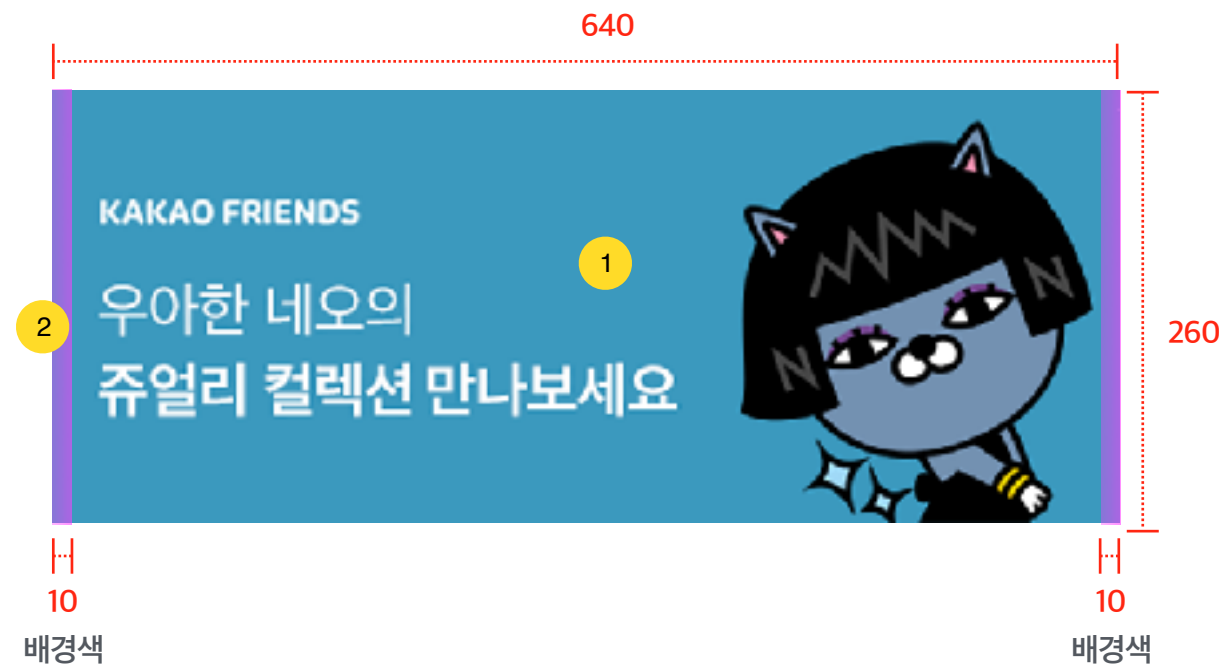 640
KAKAO FRIENDS
1
우아한 네오의
2
쥬얼리 컬렉션 만나보세요
N
N
260
10
10
배경색
배경색